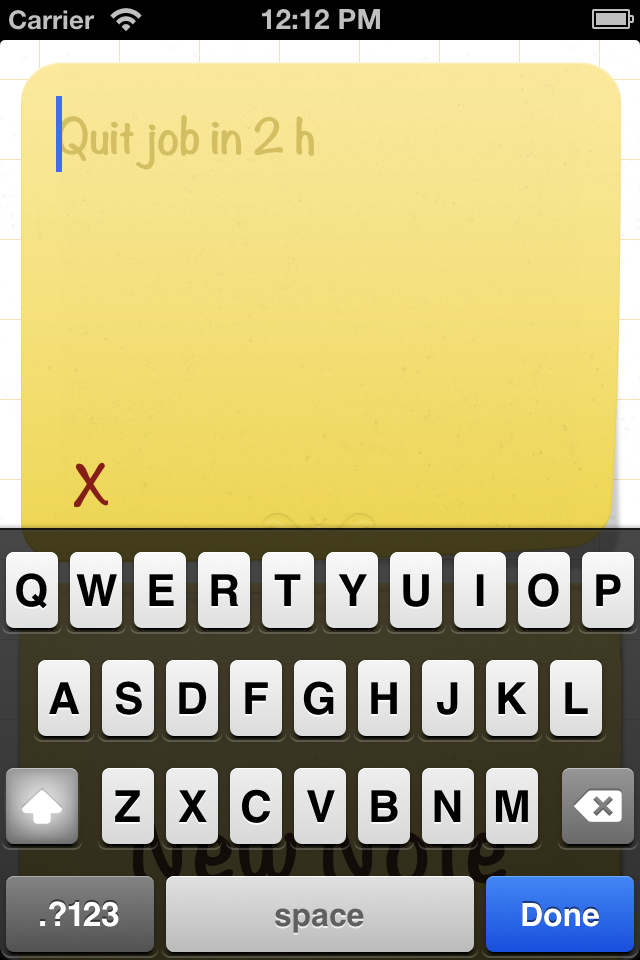 Carrier 12:12 PM
Quit job in 2 h
X
Q W E R T Y U I O P
A S D F G H J K L
Z X C V B N M
New Note
.?123 space Done